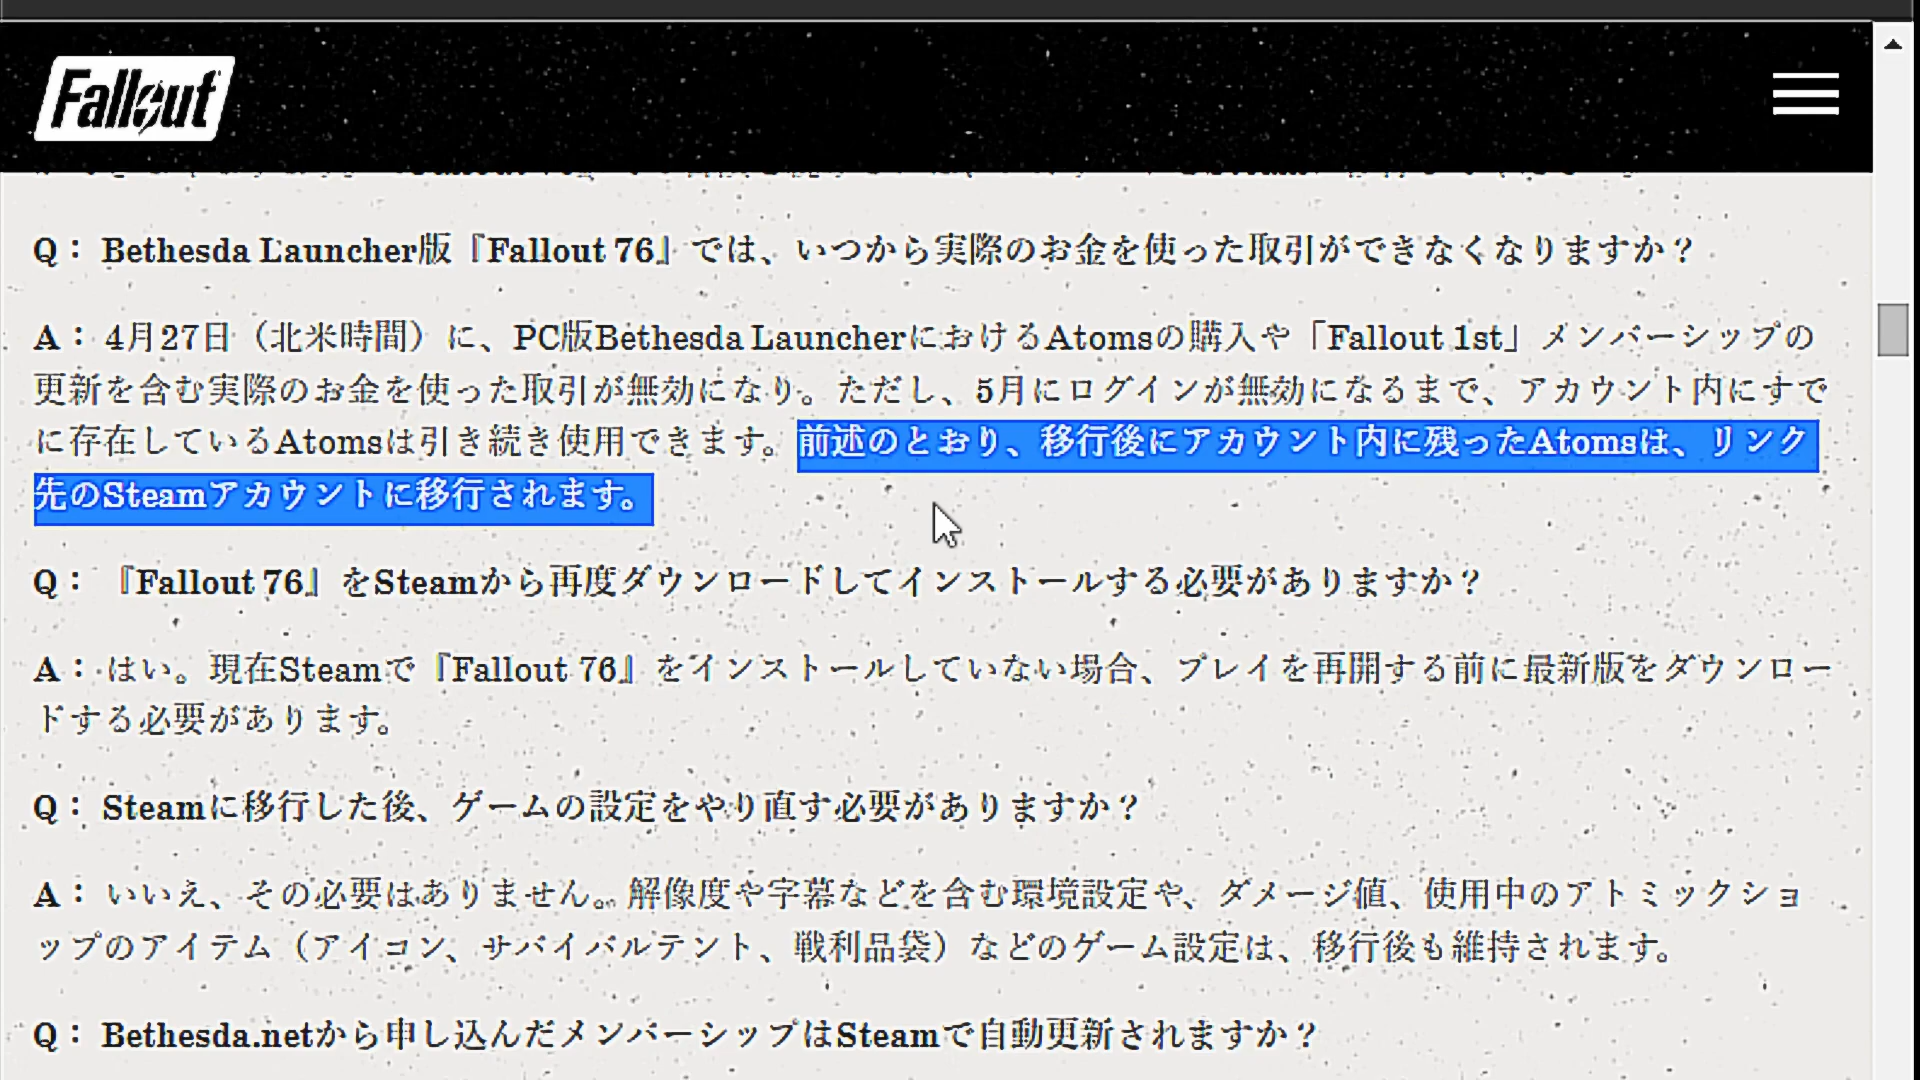 Fallout
Q： Bethesda Launcher版『Fallout 76』では、いつから実際のお金を使った取引ができなくなりますか？
A： 4月27日（北米時間）に、PC版Bethesda LauncherにおけるAtomsの購入や「Fallout 1st」メンバーシップの
更新を含む実際のお金を使った取引が無効になり。ただし、5月にログインが無効になるまで、アカウント内にすで
に存在しているAtomsは引き続き使用できます。前述のとおり、移行後にアカウント内に残ったAtomsは、リンク
先のSteamアカウントに移行されます。
Q： 『Fallout 76』をSteamから再度ダウンロードしてインストールする必要がありますか？
A： はい。現在Steamで『Fallout 76』をインストールしていない場合、プレイを再開する前に最新版をダウンロー
ドする必要があります。
Q： Steamに移行した後、ゲームの設定をやり直す必要がありますか？
A： いいえ、その必要はありません。解像度や字幕などを含む環境設定や、ダメージ値、使用中のアトミックショ
ップのアイテム（アイコン、サバイバルテント、戦利品袋）などのゲーム設定は、移行後も維持されます。
Q： Bethesda.netから申し込んだメンバーシップはSteamで自動更新されますか？